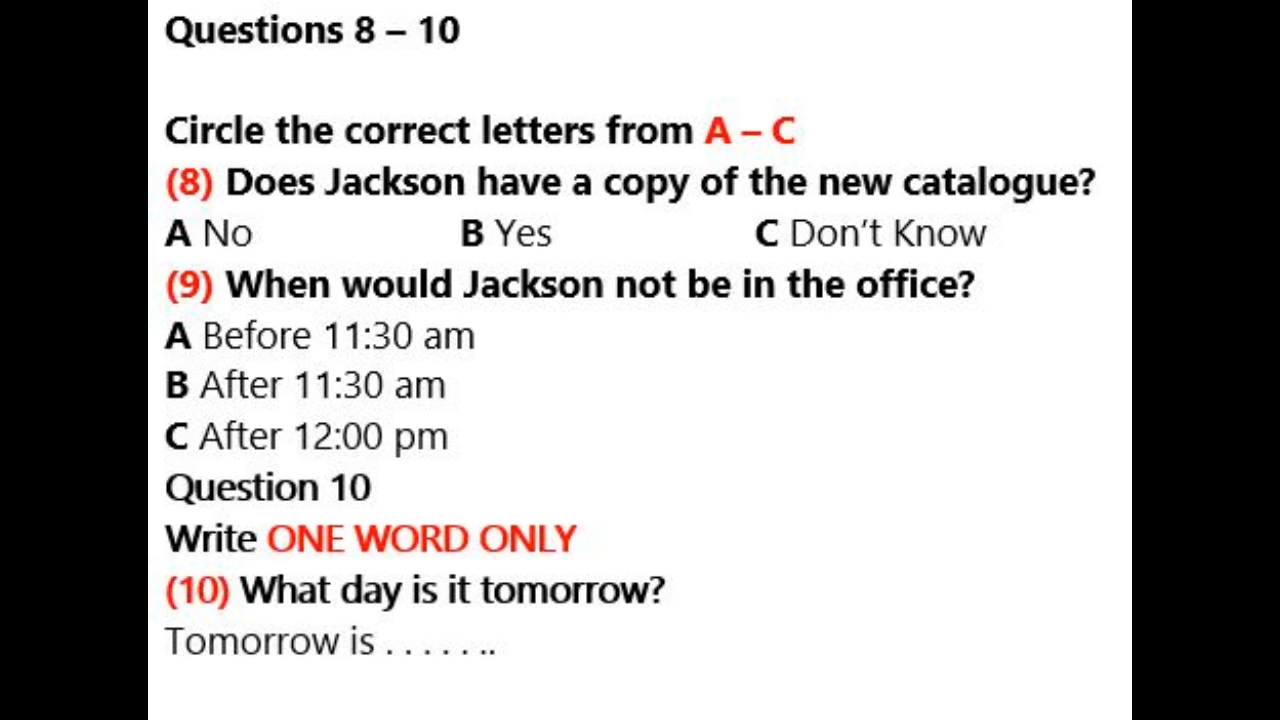 Questions 8 – 10
Circle the correct letters from A – C
(8) Does Jackson have a copy of the new catalogue?
A No B Yes C Don’t Know
(9) When would Jackson not be in the office?
A Before 11:30 am
B After 11:30 am
C After 12:00 pm
Question 10
Write ONE WORD ONLY
(10) What day is it tomorrow?
Tomorrow is . . . . . ..